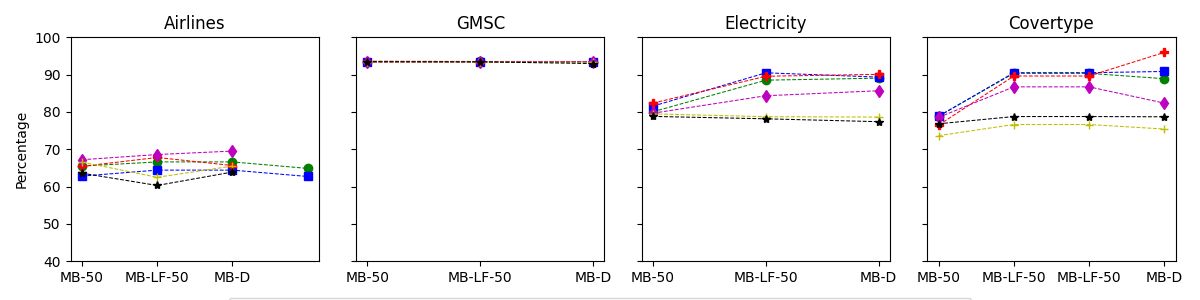 Airlines GMSC Electricity Covertype
Percentage
100
90
80
70
60
50
40
MB-50 MB-LF-50 MB-D MB-50 MB-LF-50 MB-D MB-50 MB-LF-50 MB-D MB-50 MB-LF-50 MB-LF-50 MB-D